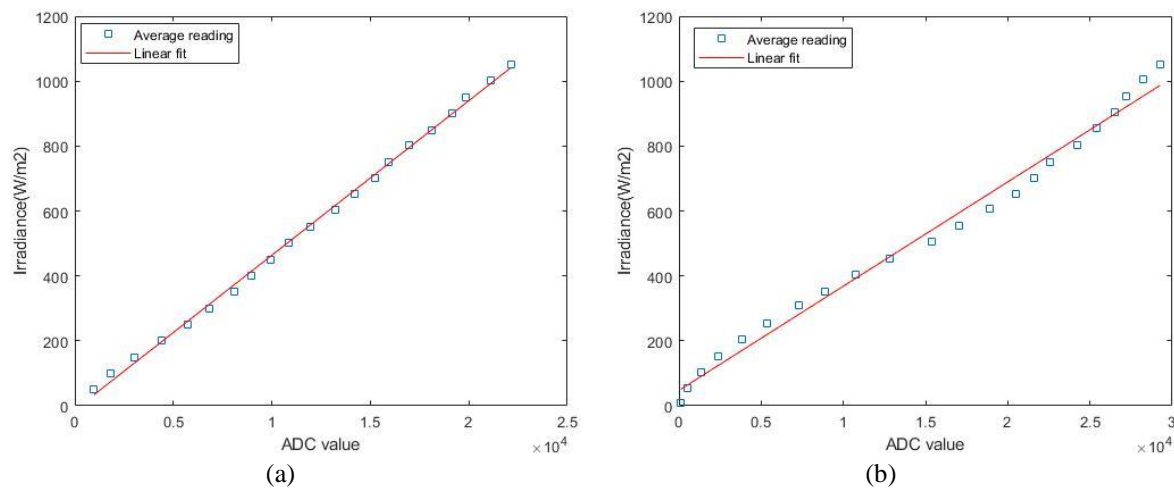 1200
1000
800
600
400
200
0
Irradiance(W/m2)
Average reading
Linear fit
0 0.5 1 1.5 2 2.5
ADC value
×10^4
(a)
1200
1000
800
600
400
200
0
Irradiance(W/m2)
Average reading
Linear fit
0 0.5 1 1.5 2 2.5 3
ADC value
×10^4
(b)